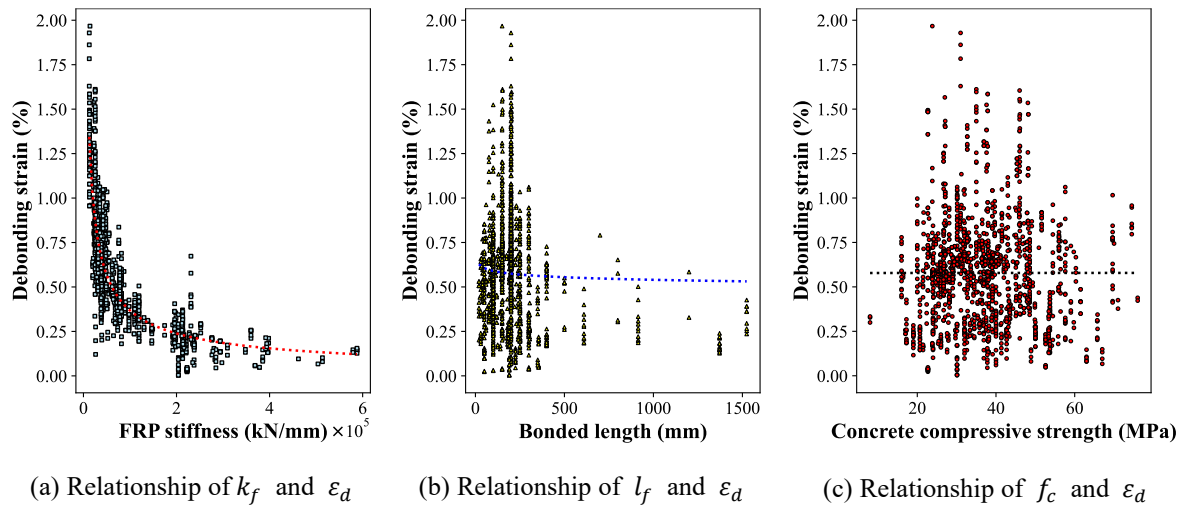 Debonding strain (%)
2.00
1.75
1.50
1.25
1.00
0.75
0.50
0.25
0.00
0 2 4 6
FRP stiffness (kN/mm) ×10⁵
Debonding strain (%)
2.00
1.75
1.50
1.25
1.00
0.75
0.50
0.25
0.00
0 500 1000 1500
Bonded length (mm)
Debonding strain (%)
2.00
1.75
1.50
1.25
1.00
0.75
0.50
0.25
0.00
20 40 60
Concrete compressive strength (MPa)
(a) Relationship of k_f and ε_d
(b) Relationship of l_f and ε_d
(c) Relationship of f_c and ε_d